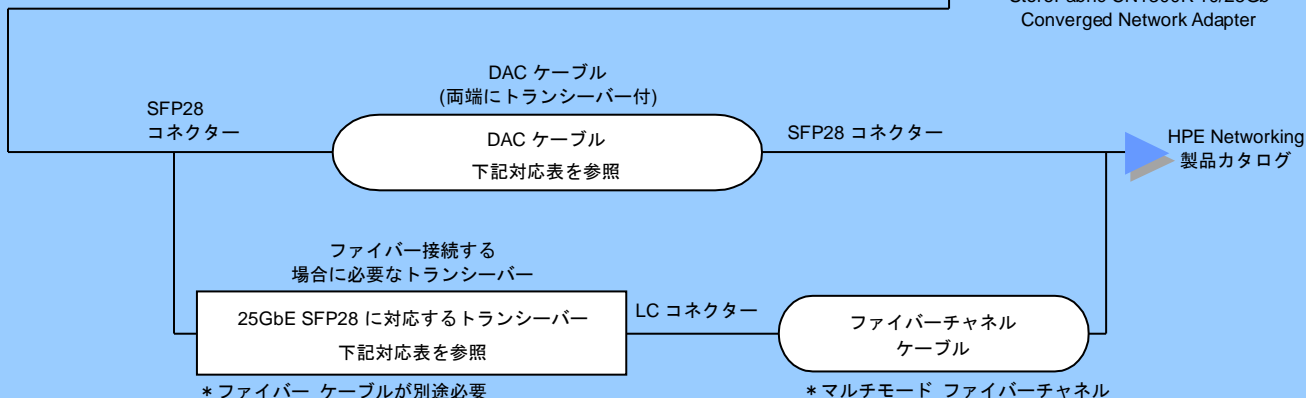 Converged Network Adapter
DAC ケーブル
(両端にトランシーバー付)
SFP28
コネクター
DAC ケーブル
下記対応表を参照
SFP28 コネクター
HPE Networking
製品カタログ
ファイバー接続する
場合に必要なトランシーバー
25GbE SFP28 に対応するトランシーバー
下記対応表を参照
LC コネクター
ファイバーチャネル
ケーブル
*ファイバー ケーブルが別途必要
*マルチモード ファイバーチャネル